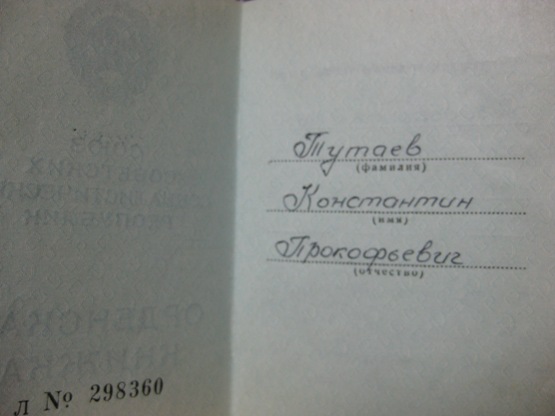 Тутаев
(фамилия)
Константин
(имя)
Прокофьевич
(отчество)
Л № 298360